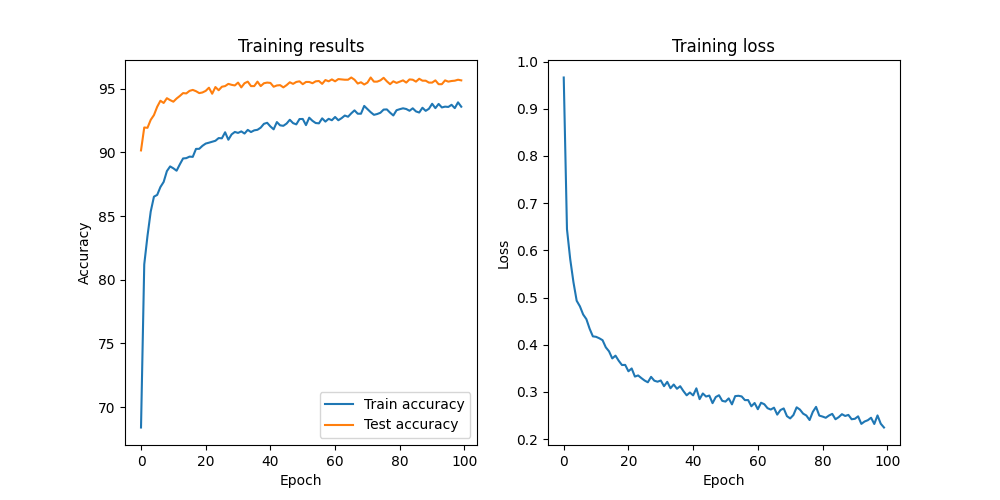 Training results
Accuracy
95
90
85
80
75
70
0 20 40 60 80 100
Epoch
Train accuracy
Test accuracy
Training loss
Loss
1.0
0.9
0.8
0.7
0.6
0.5
0.4
0.3
0.2
0 20 40 60 80 100
Epoch